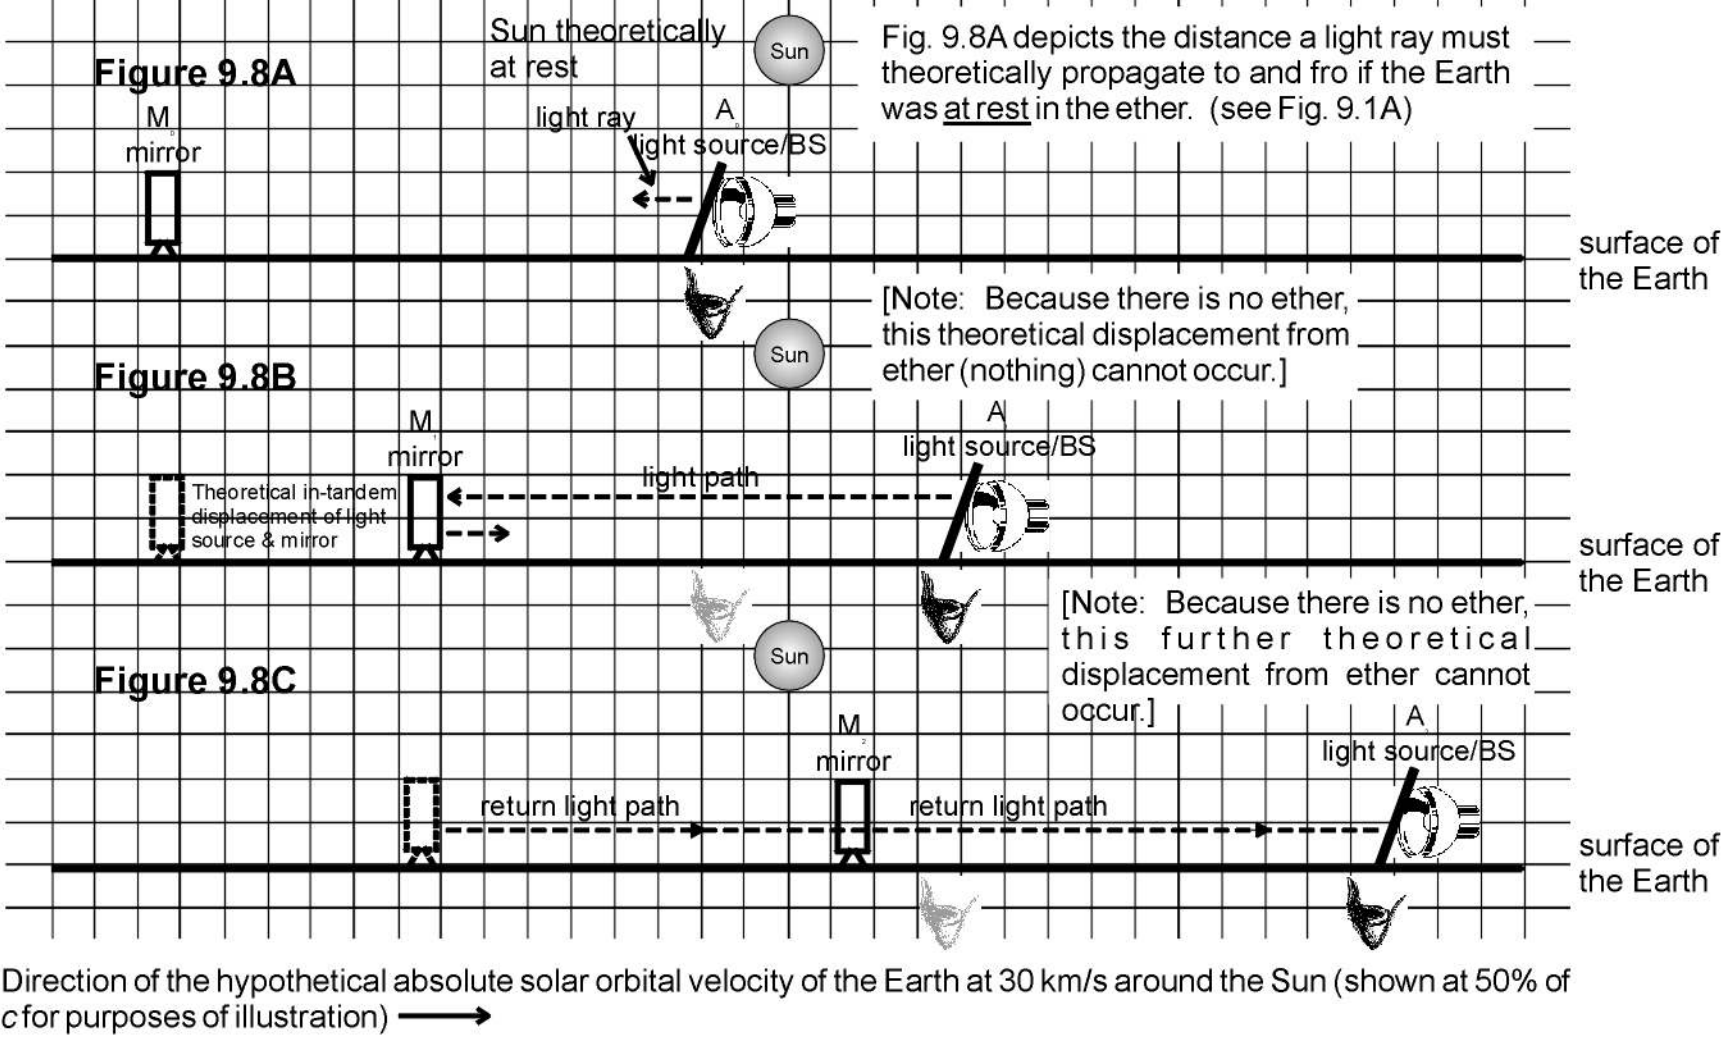 Sun theoretically
at rest
Sun
Fig. 9.8A depicts the distance a light ray must
theoretically propagate to and fro if the Earth
was at rest in the ether. (see Fig. 9.1A)
Figure 9.8A
M
mirror
light ray
A
light source/BS
surface of
the Earth
[Note: Because there is no ether,
this theoretical displacement from
ether (nothing) cannot occur.]
Sun
Figure 9.8B
M
mirror
A
light source/BS
light path
Theoretical in-tandem
displacement of light
source & mirror
surface of
the Earth
[Note: Because there is no ether,
this further theoretical
displacement from ether cannot
occur.]
Sun
Figure 9.8C
M2
mirror
A
light source/BS
return light path
return light path
surface of
the Earth
Direction of the hypothetical absolute solar orbital velocity of the Earth at 30 km/s around the Sun (shown at 50% of
c for purposes of illustration)